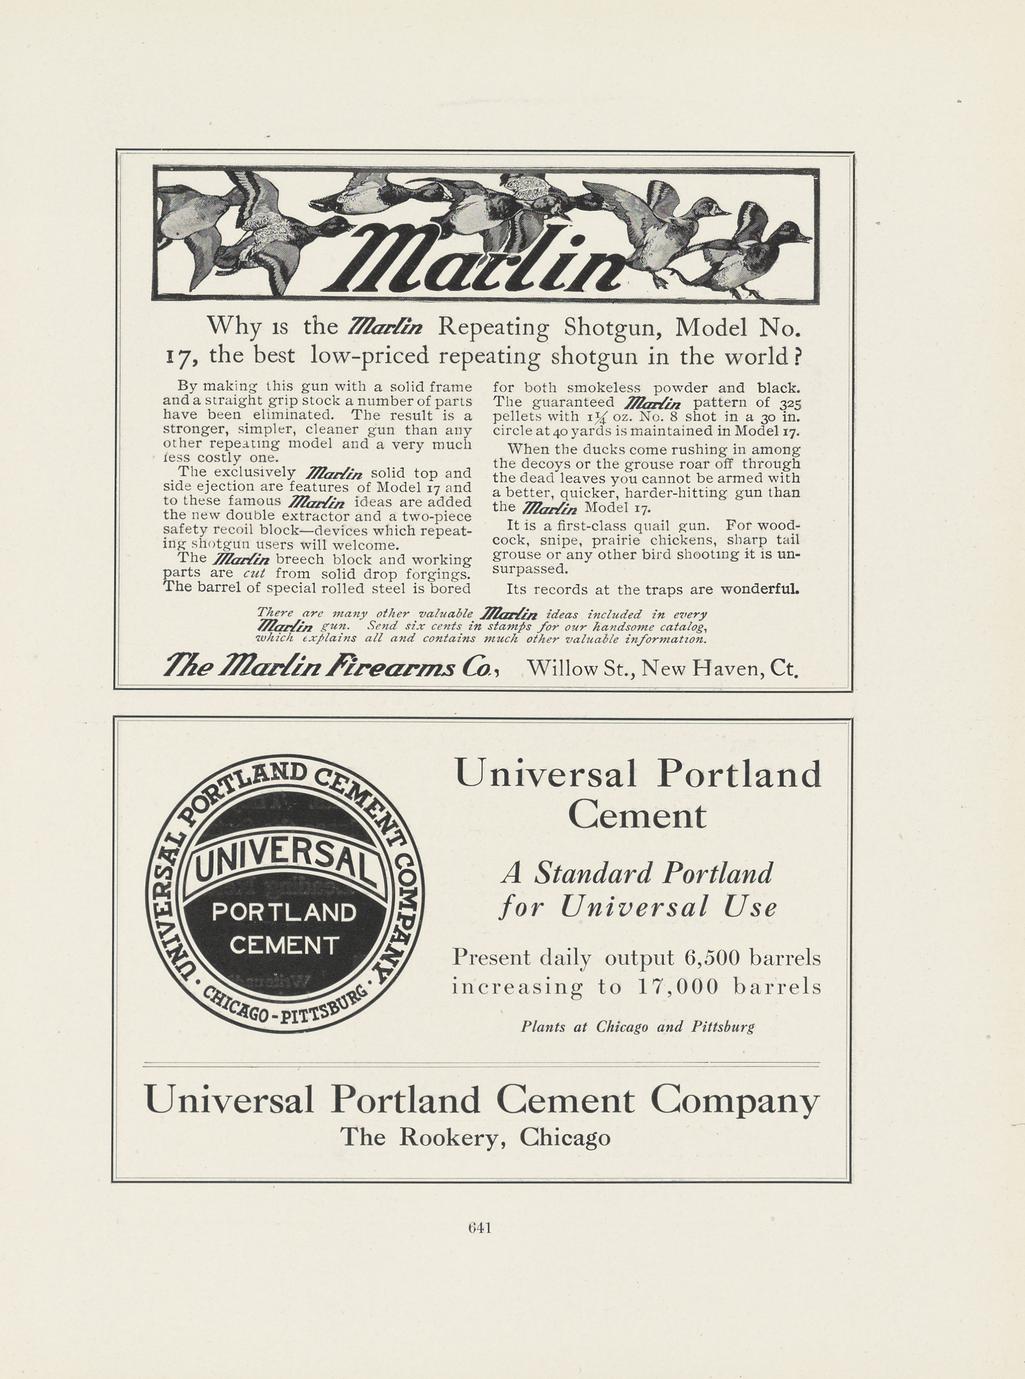 Marlin
Why is the Marlin Repeating Shotgun, Model No.
17, the best low-priced repeating shotgun in the world?
By making this gun with a solid frame
and a straight grip stock a number of parts
have been eliminated. The result is a
stronger, simpler, cleaner gun than any
other repeating model and a very much
less costly one.
The exclusively Marlin solid top and
side ejection are features of Model 17 and
to these famous Marlin ideas are added
the new double extractor and a two-piece
safety recoil block—devices which repeat-
ing shotgun users will welcome.
The Marlin breech block and working
parts are cut from solid drop forgings.
The barrel of special rolled steel is bored
for both smokeless powder and black.
The guaranteed Marlin pattern of 325
pellets with 1¼ oz. No. 8 shot in a 30 in.
circle at 40 yards is maintained in Model 17.
When the ducks come rushing in among
the decoys or the grouse roar off through
the dead leaves you cannot be armed with
a better, quicker, harder-hitting gun than
the Marlin Model 17.
It is a first-class quail gun. For wood-
cock, snipe, prairie chickens, sharp tail
grouse or any other bird shooting it is un-
surpassed.
Its records at the traps are wonderful.
There are many other valuable Marlin ideas included in every
Marlin gun. Send six cents in stamps for our handsome catalog,
which explains all and contains much other valuable information.
The Marlin Firearms Co., Willow St., New Haven, Ct.
UNIVERSAL PORTLAND CEMENT COMPANY
· CHICAGO-PITTSBURG ·
UNIVERSAL
PORTLAND
CEMENT
Universal Portland
Cement
A Standard Portland
for Universal Use
Present daily output 6,500 barrels
increasing to 17,000 barrels
Plants at Chicago and Pittsburg
Universal Portland Cement Company
The Rookery, Chicago
641